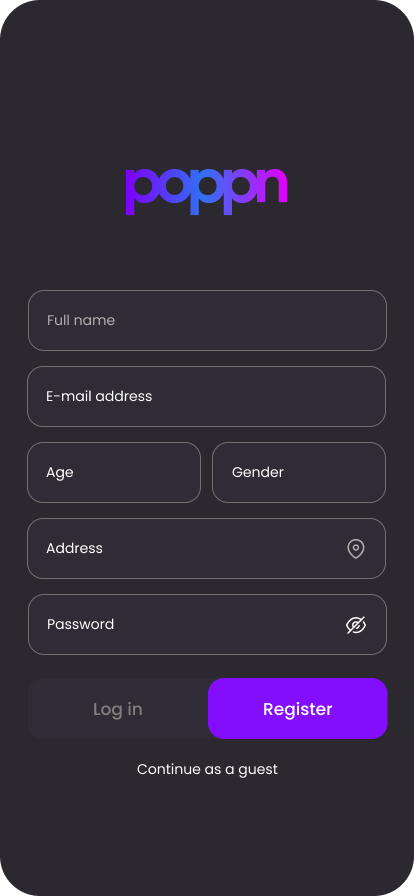 poppn
Full name
E-mail address
Age
Gender
Address
Password
Log in
Register
Continue as a guest